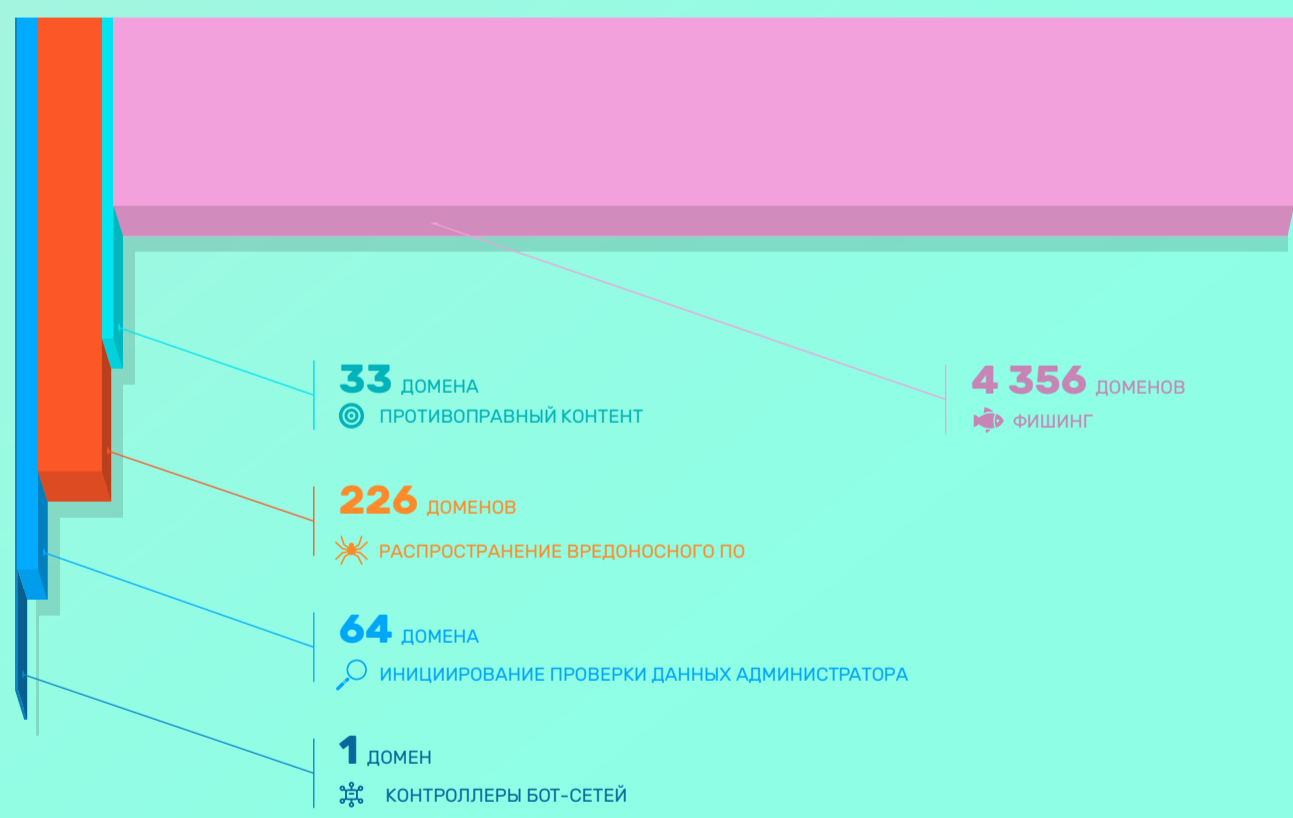 33 ДОМЕНА
ПРОТИВОПРАВНЫЙ КОНТЕНТ
4 356 ДОМЕНОВ
ФИШИНГ
226 ДОМЕНОВ
РАСПРОСТРАНЕНИЕ ВРЕДОНОСНОГО ПО
64 ДОМЕНА
ИНИЦИИРОВАНИЕ ПРОВЕРКИ ДАННЫХ АДМИНИСТРАТОРА
1 ДОМЕН
КОНТРОЛЛЕРЫ БОТ-СЕТЕЙ